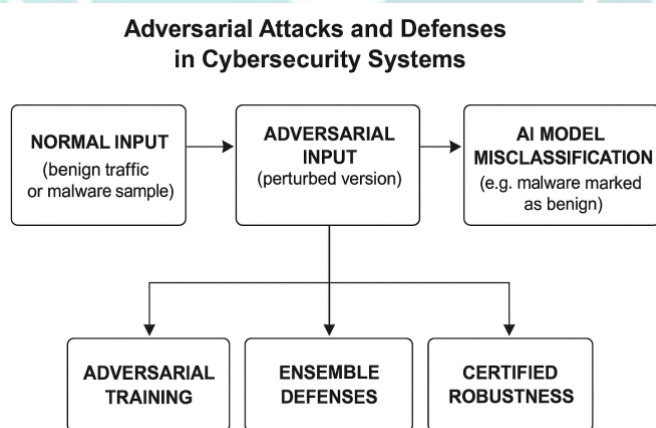 Adversarial Attacks and Defenses
in Cybersecurity Systems
NORMAL INPUT
(benign traffic
or malware sample)
ADVERSARIAL
INPUT
(perturbed version)
AI MODEL
MISCLASSIFICATION
(e.g. malware marked
as benign)
ADVERSARIAL
TRAINING
ENSEMBLE
DEFENSES
CERTIFIED
ROBUSTNESS